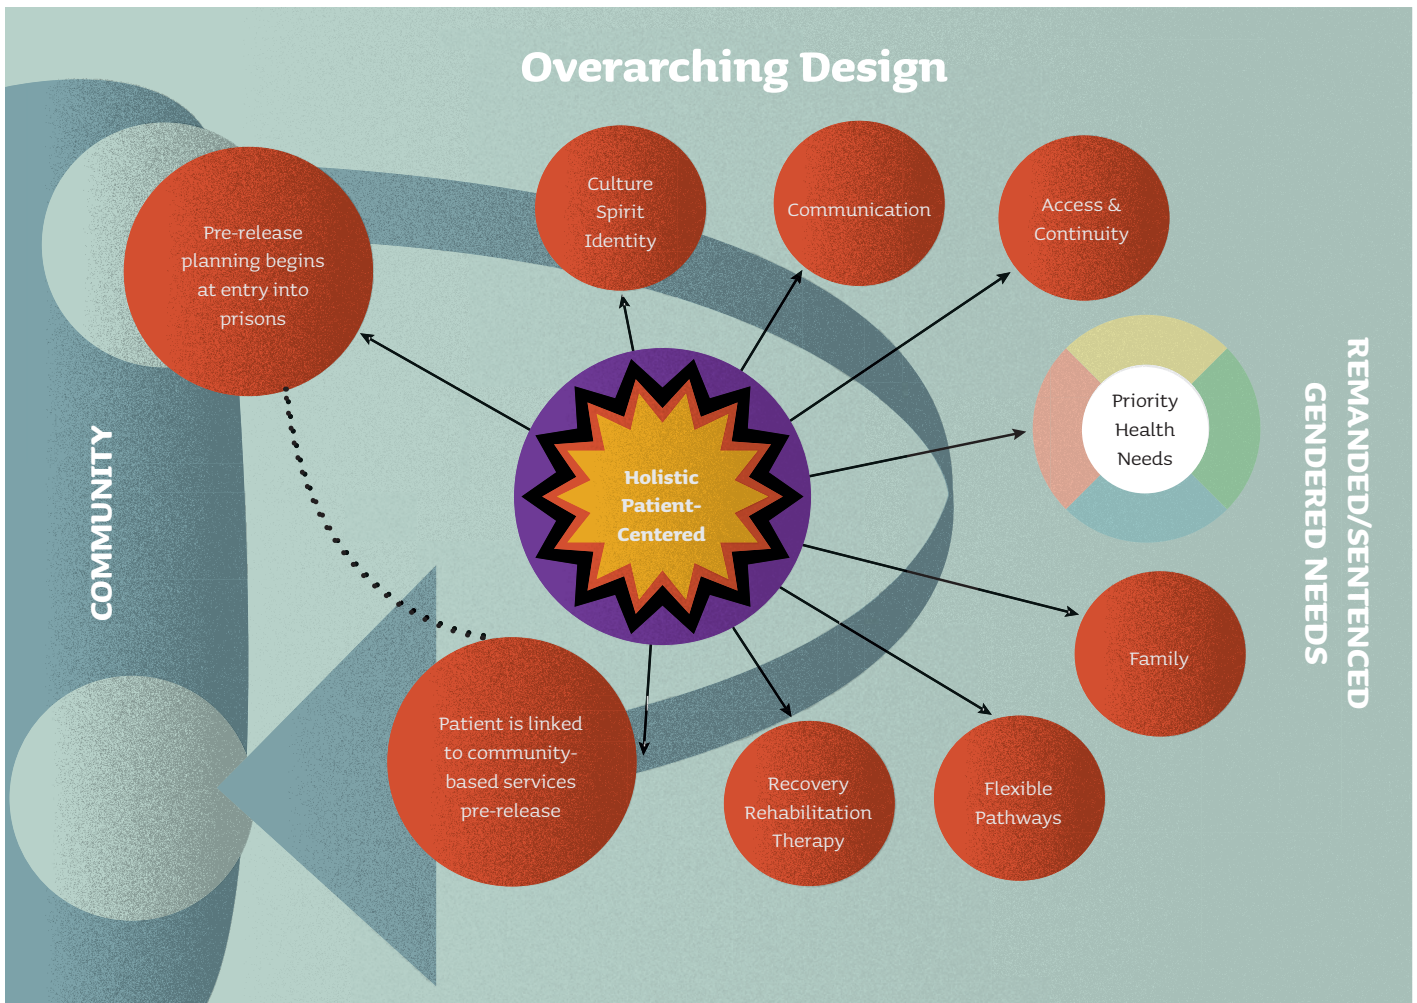 Overarching Design
Culture
Spirit
Identity
Communication
Access &
Continuity
Pre-release
planning begins
at entry into
prisons
Priority
Health
Needs
REMANDED/SENTENCED
GENDERED NEEDS
COMMUNITY
Holistic
Patient-
Centered
Family
Patient is linked
to community-
based services
pre-release
Recovery
Rehabilitation
Therapy
Flexible
Pathways